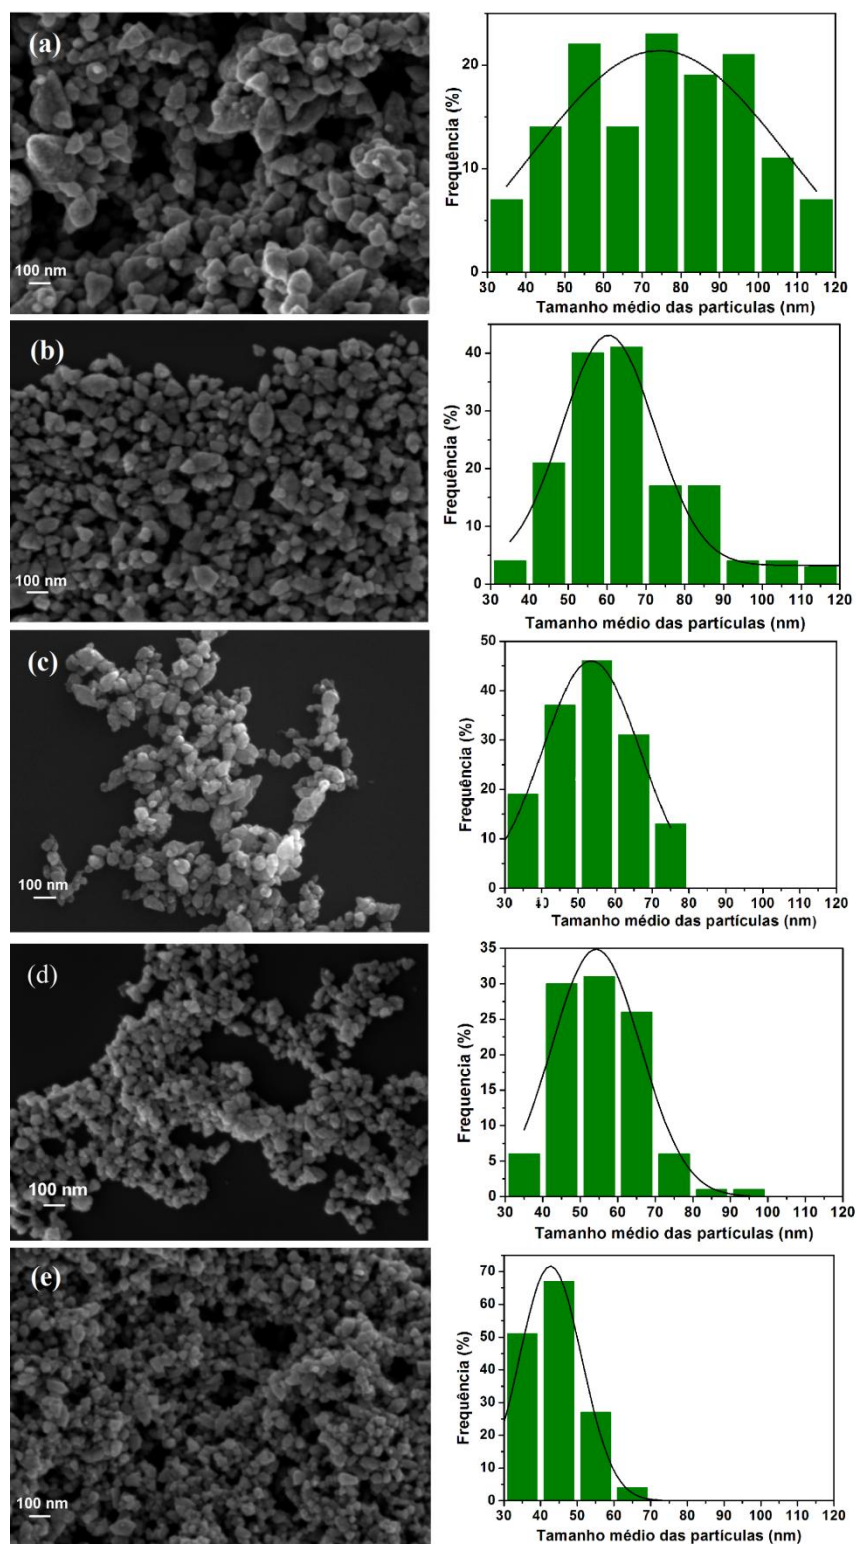 (a)
100 nm
Frequência (%)
20
10
0
30 40 50 60 70 80 90 100 110 120
Tamanho médio das partículas (nm)
(b)
100 nm
Frequência (%)
40
30
20
10
0
30 40 50 60 70 80 90 100 110 120
Tamanho médio das partículas (nm)
(c)
100 nm
Frequência (%)
50
40
30
20
10
0
30 40 50 60 70 80 90 100 110 120
Tamanho médio das partículas (nm)
(d)
100 nm
Frequencia (%)
35
30
25
20
15
10
5
0
30 40 50 60 70 80 90 100 110 120
Tamanho médio das partículas (nm)
(e)
100 nm
Frequência (%)
70
60
50
40
30
20
10
0
30 40 50 60 70 80 90 100 110 120
Tamanho médio das partículas (nm)